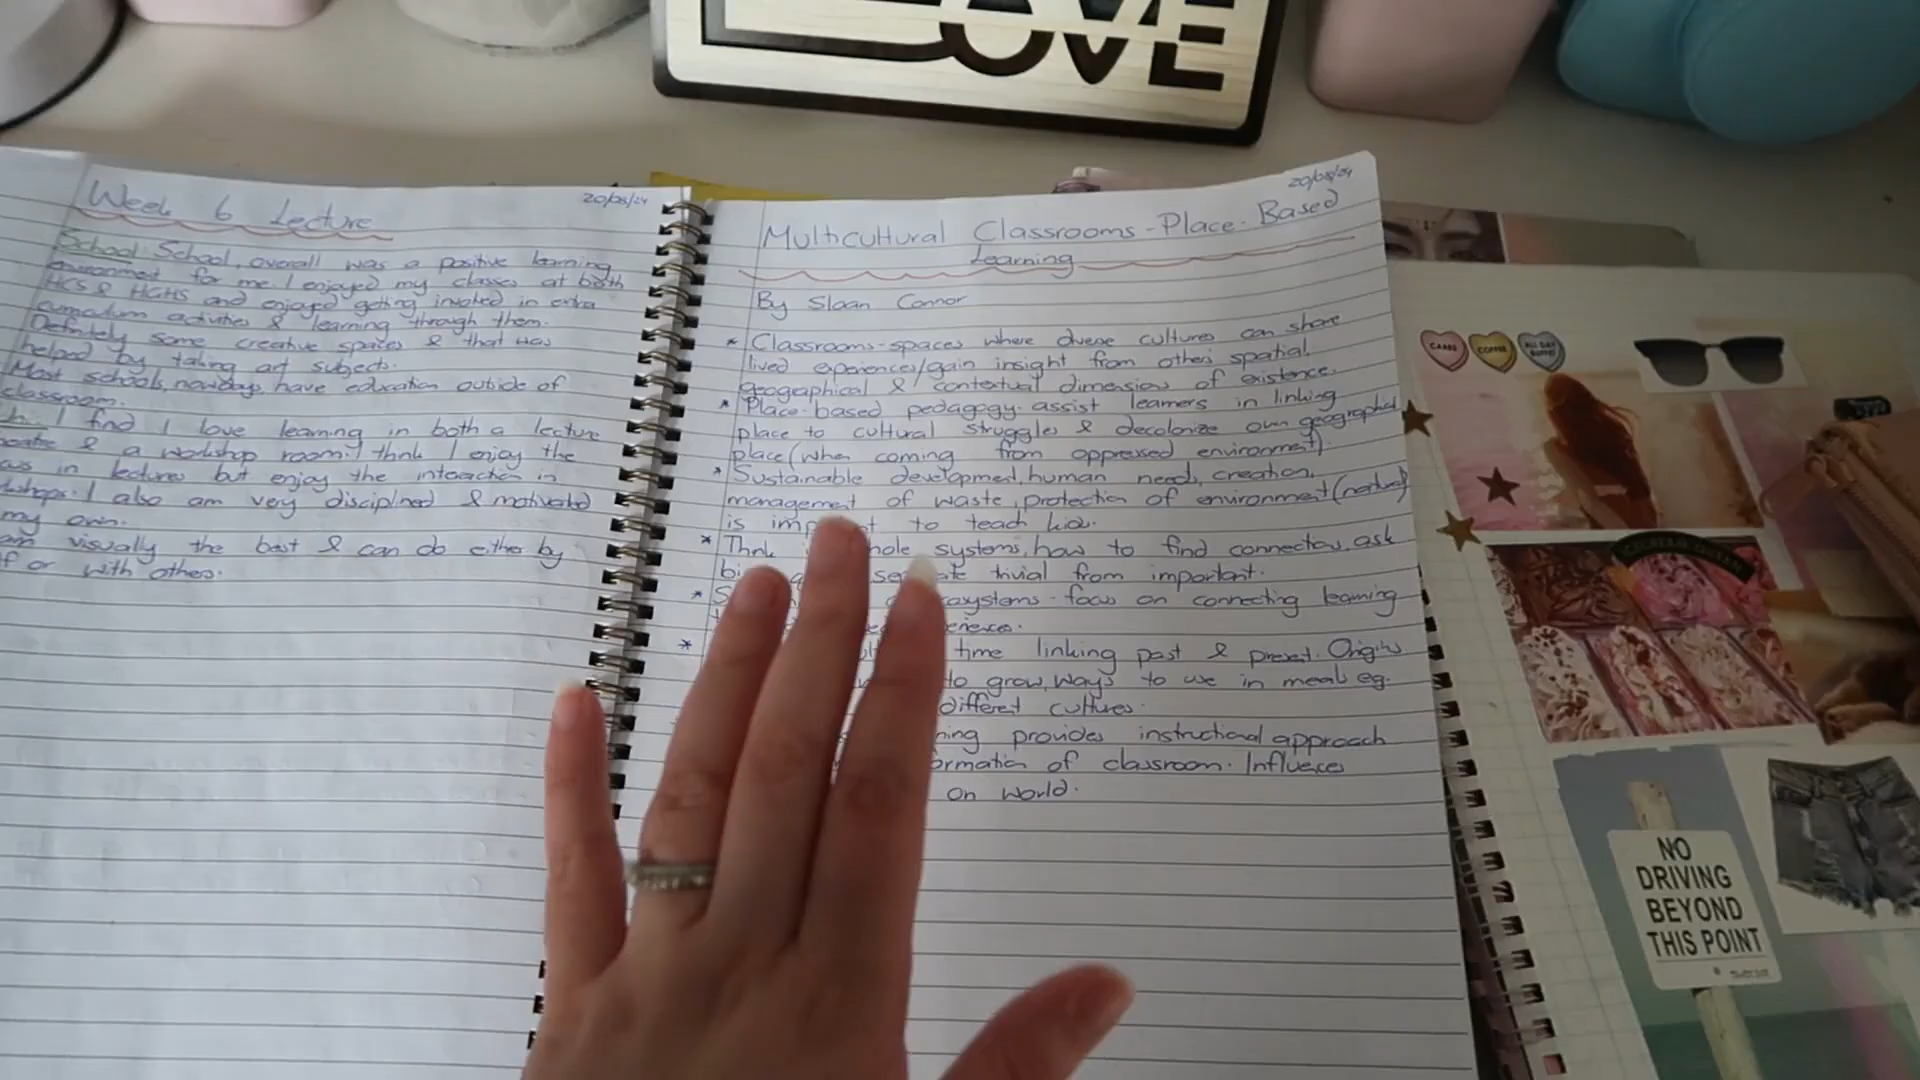 LOVE
Week 6 Lecture
20/08/24
School: School, overall was a positive learning
environment for me. I enjoyed my classes at both
HCS & HGHS and enjoyed getting involved in extra
curriculum activities & learning through them.
Definitely some creative spaces & that was
helped by taking art subjects.
Most schools, nowadays, have education outside of
classroom.
I find I love learning in both a lecture
& a workshop room. I think I enjoy the
in lectures but enjoy the interaction in
I also am very disciplined & motivated
my own.
visually the best & can do either by
or with others.
20/08/24
Multicultural Classrooms - Place-Based
Learning
By Sloan Connor
* Classrooms - spaces where diverse cultures can share
lived experiences/gain insight from others spatial,
geographical & contextual dimensions of existence.
* Place-based pedagogy- assist learners in linking
place to cultural struggles & decolonize own geographical
place (when coming from oppressed environment).
* Sustainable development, human needs, creation,
management of waste, protection of environment (natural)
is to teach kids.
* Think systems, how to find connections, ask
trivial from important.
* focus on connecting learning
* time linking past & present. Origins
to grow, ways to use in meals eg.
different cultures.
provides instructional approach
of classroom. Influences
on world.
CARBS
COFFEE
ALL DAY BUFFET
NO
DRIVING
BEYOND
THIS POINT